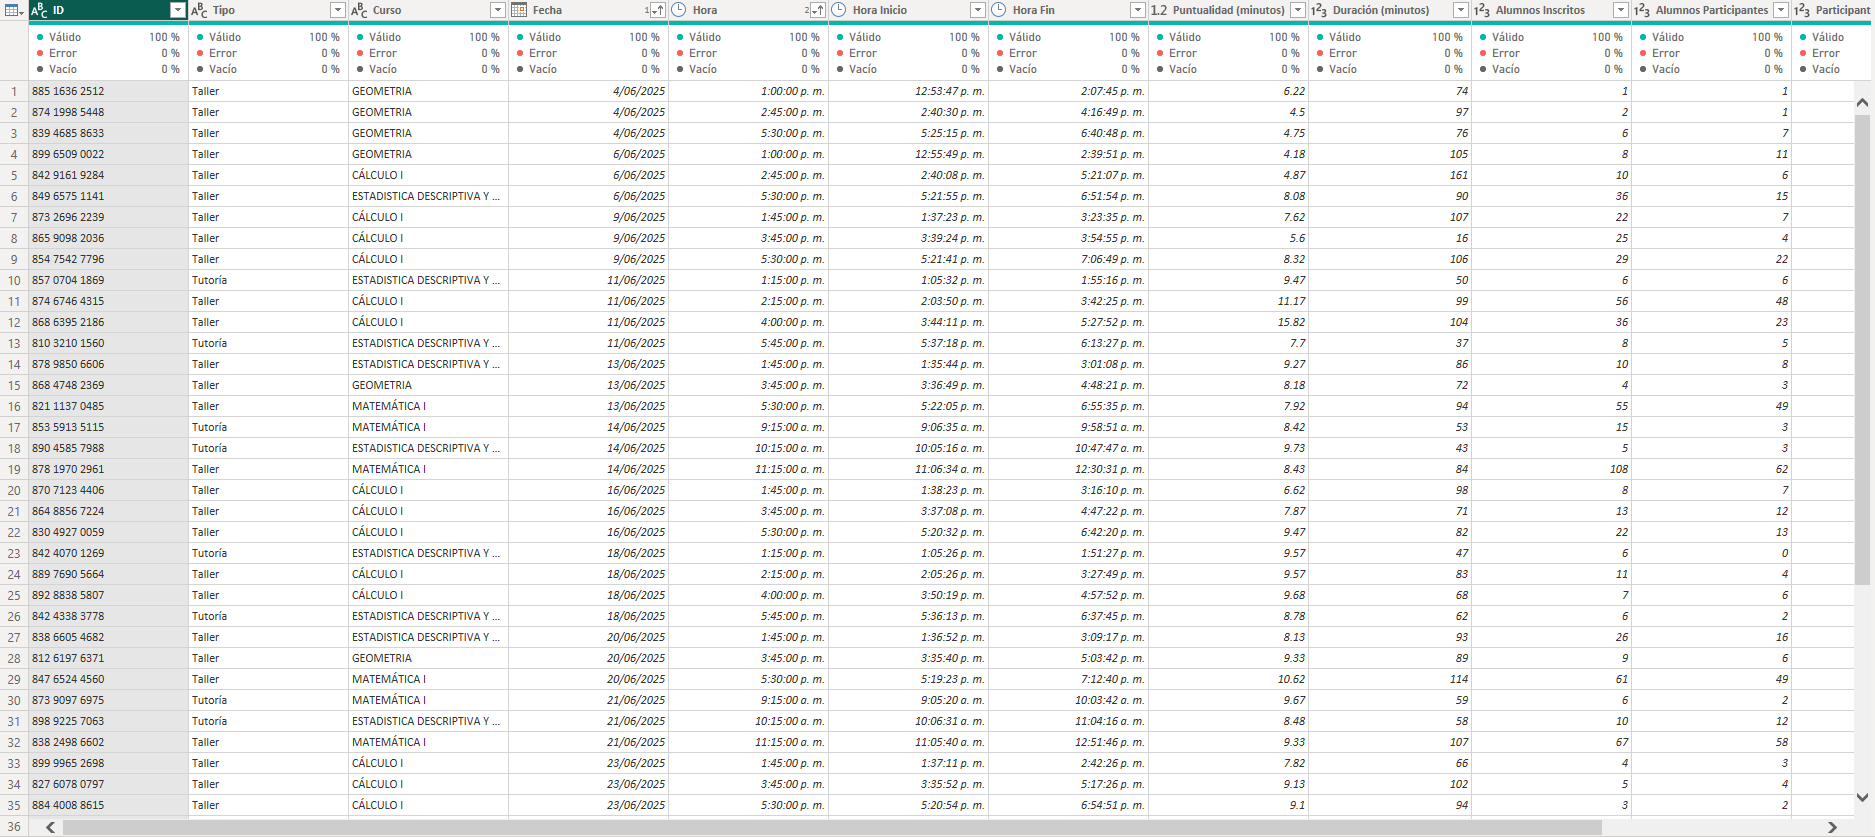 ID Tipo Curso Fecha Hora Hora Inicio Hora Fin 1.2 Puntualidad (minutos) Duración (minutos) Alumnos Inscritos Alumnos Participantes Participant
Válido 100 % Válido 100 % Válido 100 % Válido 100 % Válido 100 % Válido 100 % Válido 100 % Válido 100 % Válido 100 % Válido 100 % Válido 100 % Válido
Error 0 % Error 0 % Error 0 % Error 0 % Error 0 % Error 0 % Error 0 % Error 0 % Error 0 % Error 0 % Error 0 % Error
Vacío 0 % Vacío 0 % Vacío 0 % Vacío 0 % Vacío 0 % Vacío 0 % Vacío 0 % Vacío 0 % Vacío 0 % Vacío 0 % Vacío 0 % Vacío
1 885 1636 2512 Taller GEOMETRIA 4/06/2025 1:00:00 p. m. 12:53:47 p. m. 2:07:45 p. m. 6.22 74 1 1
2 874 1998 5448 Taller GEOMETRIA 4/06/2025 2:45:00 p. m. 2:40:30 p. m. 4:16:49 p. m. 4.5 97 2 1
3 839 4685 8633 Taller GEOMETRIA 4/06/2025 5:30:00 p. m. 5:25:15 p. m. 6:40:48 p. m. 4.75 76 6 7
4 899 6509 0022 Taller GEOMETRIA 6/06/2025 1:00:00 p. m. 12:55:49 p. m. 2:39:51 p. m. 4.18 105 8 11
5 842 9161 9284 Taller CÁLCULO I 6/06/2025 2:45:00 p. m. 2:40:08 p. m. 5:21:07 p. m. 4.87 161 10 6
6 849 6575 1141 Taller ESTADISTICA DESCRIPTIVA Y ... 6/06/2025 5:30:00 p. m. 5:21:55 p. m. 6:51:54 p. m. 8.08 90 36 15
7 873 2696 2239 Taller CÁLCULO I 9/06/2025 1:45:00 p. m. 1:37:23 p. m. 3:23:35 p. m. 7.62 107 22 7
8 865 9098 2036 Taller CÁLCULO I 9/06/2025 3:45:00 p. m. 3:39:24 p. m. 3:54:55 p. m. 5.6 16 25 4
9 854 7542 7796 Taller CÁLCULO I 9/06/2025 5:30:00 p. m. 5:21:41 p. m. 7:06:49 p. m. 8.32 106 29 22
10 857 0704 1869 Tutoría ESTADISTICA DESCRIPTIVA Y ... 11/06/2025 1:15:00 p. m. 1:05:32 p. m. 1:55:16 p. m. 9.47 50 6 6
11 874 6746 4315 Taller CÁLCULO I 11/06/2025 2:15:00 p. m. 2:03:50 p. m. 3:42:25 p. m. 11.17 99 56 48
12 868 6395 2186 Taller CÁLCULO I 11/06/2025 4:00:00 p. m. 3:44:11 p. m. 5:27:52 p. m. 15.82 104 36 23
13 810 3210 1560 Tutoría ESTADISTICA DESCRIPTIVA Y ... 11/06/2025 5:45:00 p. m. 5:37:18 p. m. 6:13:27 p. m. 7.7 37 8 5
14 878 9850 6606 Taller ESTADISTICA DESCRIPTIVA Y ... 13/06/2025 1:45:00 p. m. 1:35:44 p. m. 3:01:08 p. m. 9.27 86 10 8
15 868 4748 2369 Taller GEOMETRIA 13/06/2025 3:45:00 p. m. 3:36:49 p. m. 4:48:21 p. m. 8.18 72 4 3
16 821 1137 0485 Taller MATEMÁTICA I 13/06/2025 5:30:00 p. m. 5:22:05 p. m. 6:55:35 p. m. 7.92 94 55 49
17 853 5913 5115 Tutoría MATEMÁTICA I 14/06/2025 9:15:00 a. m. 9:06:35 a. m. 9:58:51 a. m. 8.42 53 15 3
18 890 4585 7988 Tutoría ESTADISTICA DESCRIPTIVA Y ... 14/06/2025 10:15:00 a. m. 10:05:16 a. m. 10:47:47 a. m. 9.73 43 5 3
19 878 1970 2961 Taller MATEMÁTICA I 14/06/2025 11:15:00 a. m. 11:06:34 a. m. 12:30:31 p. m. 8.43 84 108 62
20 870 7123 4406 Taller CÁLCULO I 16/06/2025 1:45:00 p. m. 1:38:23 p. m. 3:16:10 p. m. 6.62 98 8 7
21 864 8856 7224 Taller CÁLCULO I 16/06/2025 3:45:00 p. m. 3:37:08 p. m. 4:47:22 p. m. 7.87 71 13 12
22 830 4927 0059 Taller CÁLCULO I 16/06/2025 5:30:00 p. m. 5:20:32 p. m. 6:42:20 p. m. 9.47 82 22 13
23 842 4070 1269 Tutoría ESTADISTICA DESCRIPTIVA Y ... 18/06/2025 1:15:00 p. m. 1:05:26 p. m. 1:51:27 p. m. 9.57 47 6 0
24 889 7690 5664 Taller CÁLCULO I 18/06/2025 2:15:00 p. m. 2:05:26 p. m. 3:27:49 p. m. 9.57 83 11 4
25 892 8838 5807 Taller CÁLCULO I 18/06/2025 4:00:00 p. m. 3:50:19 p. m. 4:57:52 p. m. 9.68 68 7 6
26 842 4338 3778 Tutoría ESTADISTICA DESCRIPTIVA Y ... 18/06/2025 5:45:00 p. m. 5:36:13 p. m. 6:37:45 p. m. 8.78 62 6 2
27 838 6605 4682 Taller ESTADISTICA DESCRIPTIVA Y ... 20/06/2025 1:45:00 p. m. 1:36:52 p. m. 3:09:17 p. m. 8.13 93 26 16
28 812 6197 6371 Taller GEOMETRIA 20/06/2025 3:45:00 p. m. 3:35:40 p. m. 5:03:42 p. m. 9.33 89 9 6
29 847 6524 4560 Taller MATEMÁTICA I 20/06/2025 5:30:00 p. m. 5:19:23 p. m. 7:12:40 p. m. 10.62 114 61 49
30 873 9097 6975 Tutoría MATEMÁTICA I 21/06/2025 9:15:00 a. m. 9:05:20 a. m. 10:03:42 a. m. 9.67 59 6 2
31 898 9225 7063 Tutoría ESTADISTICA DESCRIPTIVA Y ... 21/06/2025 10:15:00 a. m. 10:06:31 a. m. 11:04:16 a. m. 8.48 58 10 12
32 838 2498 6602 Taller MATEMÁTICA I 21/06/2025 11:15:00 a. m. 11:05:40 a. m. 12:51:46 p. m. 9.33 107 67 58
33 899 9965 2698 Taller CÁLCULO I 23/06/2025 1:45:00 p. m. 1:37:11 p. m. 2:42:26 p. m. 7.82 66 4 3
34 827 6078 0797 Taller CÁLCULO I 23/06/2025 3:45:00 p. m. 3:35:52 p. m. 5:17:26 p. m. 9.13 102 5 4
35 884 4008 8615 Taller CÁLCULO I 23/06/2025 5:30:00 p. m. 5:20:54 p. m. 6:54:51 p. m. 9.1 94 3 2
36